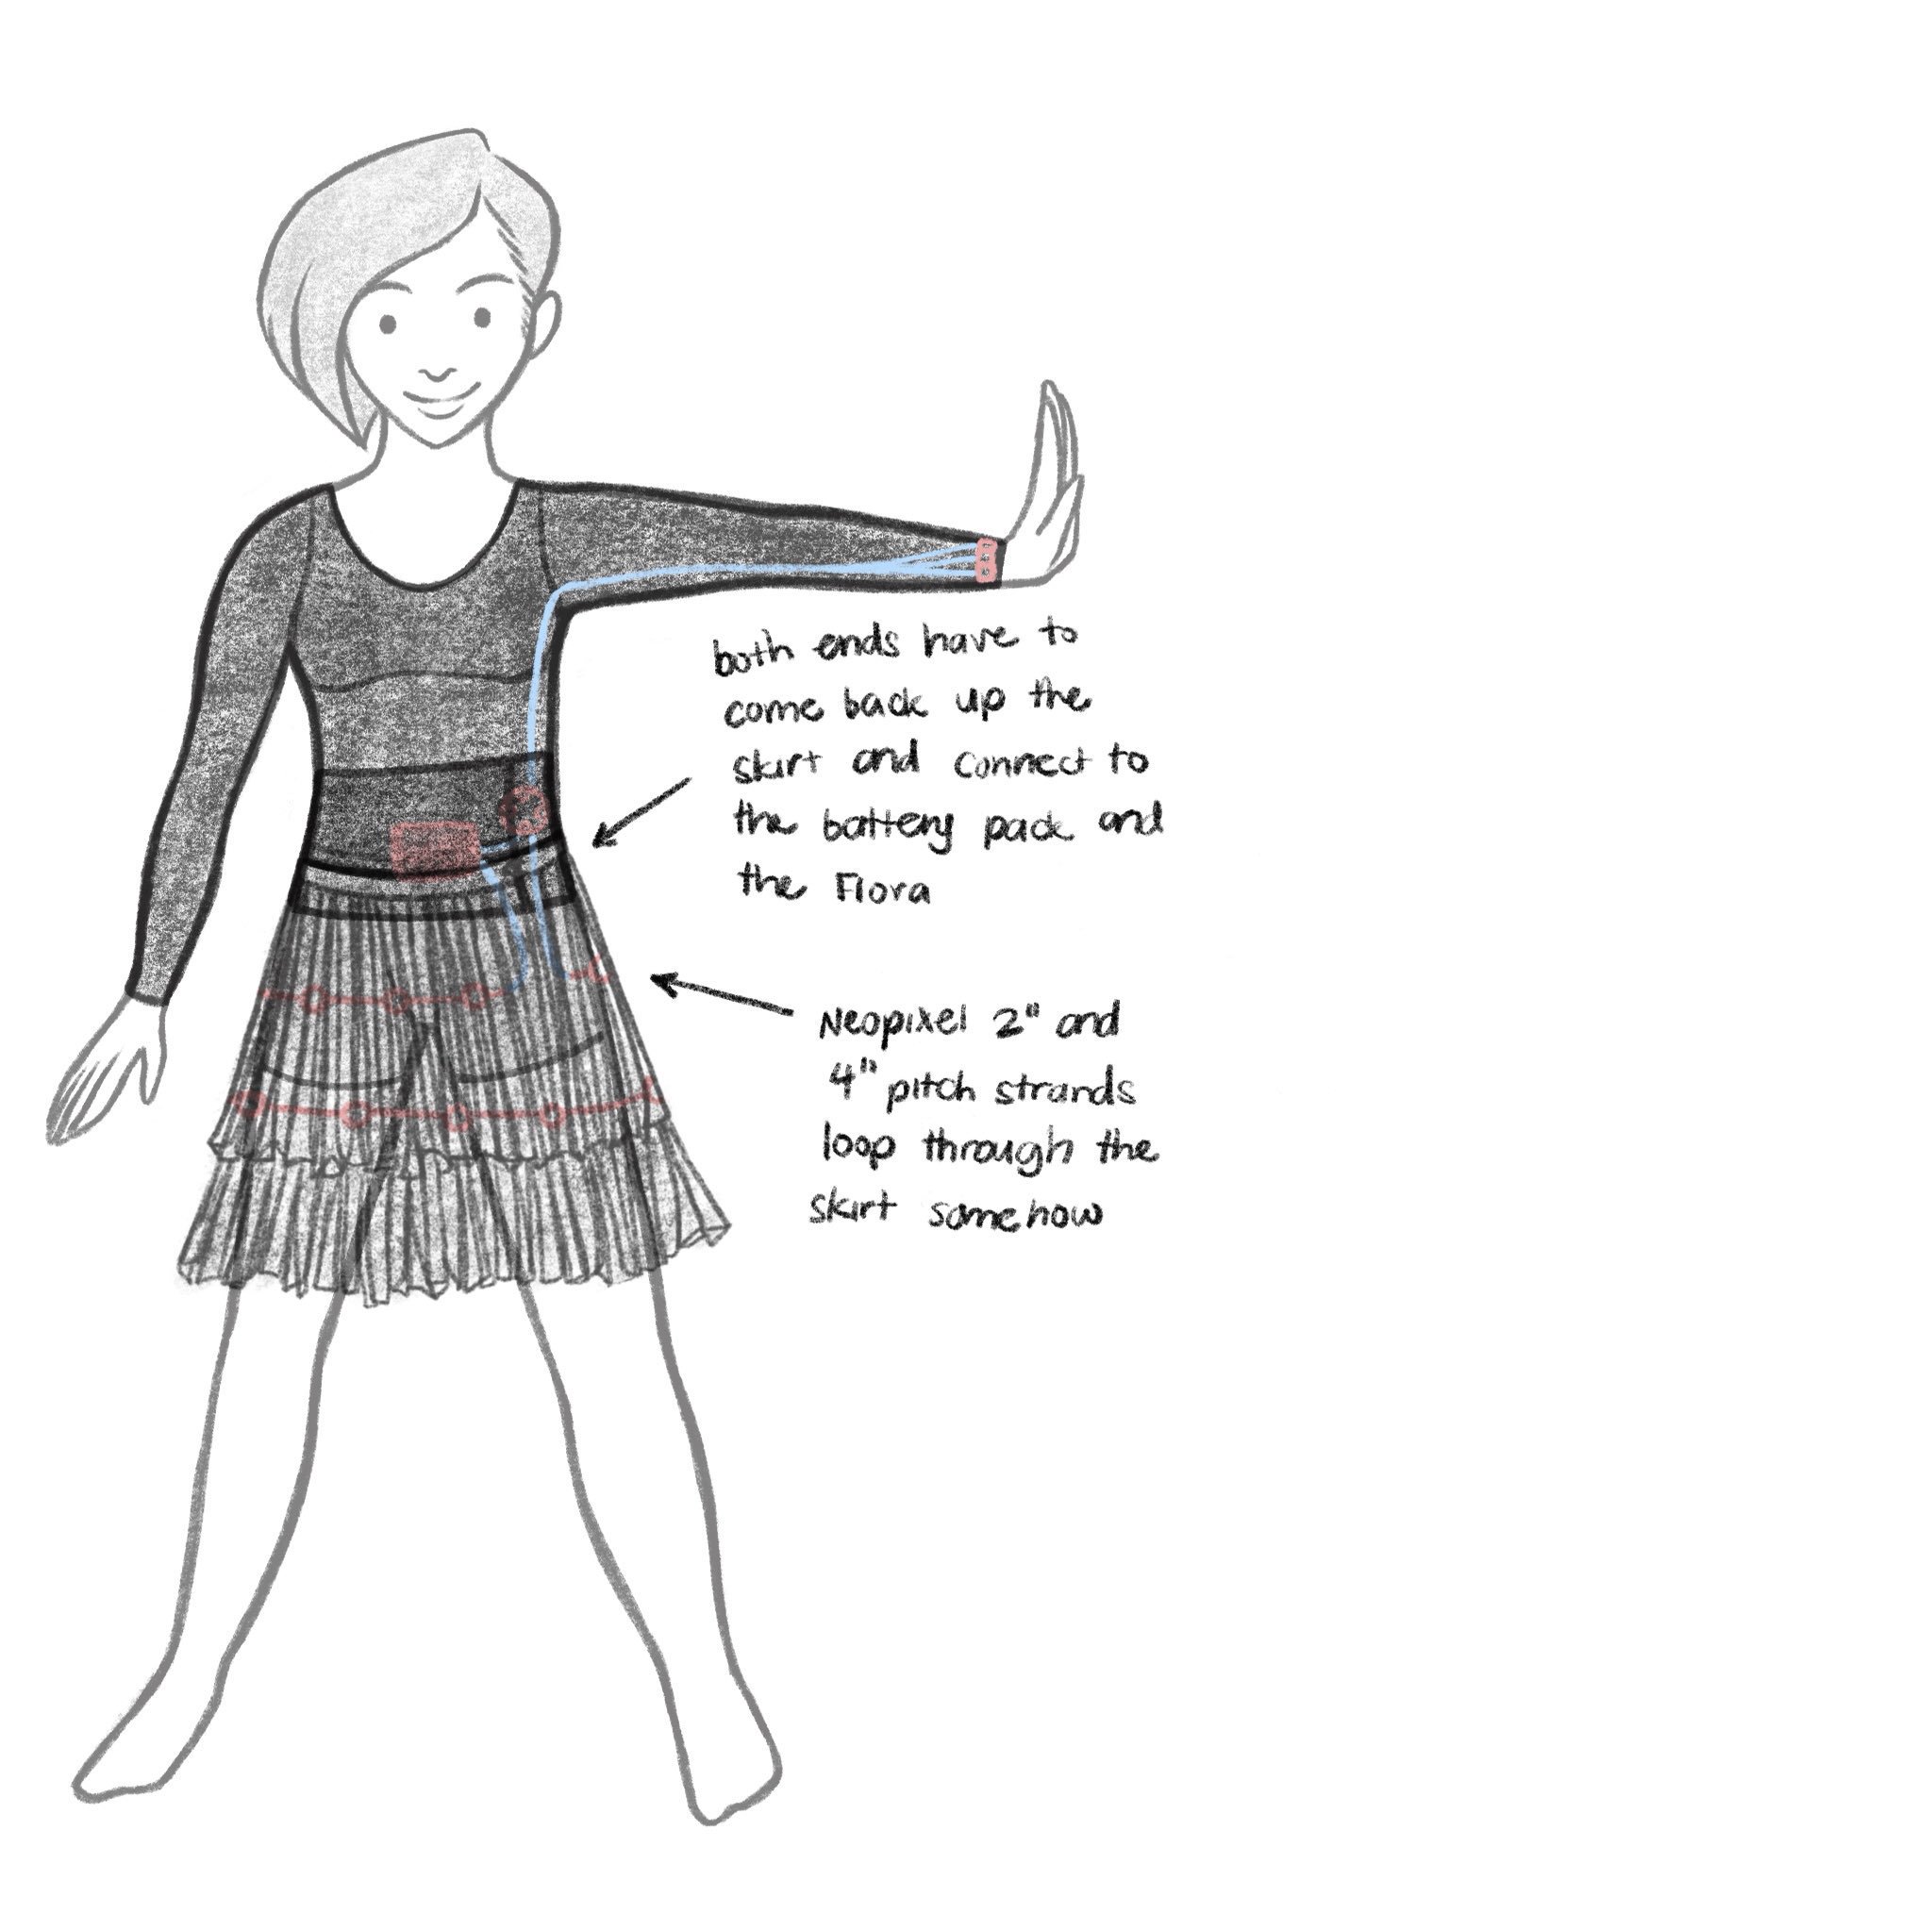 both ends have to
come back up the
skirt and connect to
the battery pack and
the Flora
Neopixel 2" and
4" pitch strands
loop through the
skirt somehow